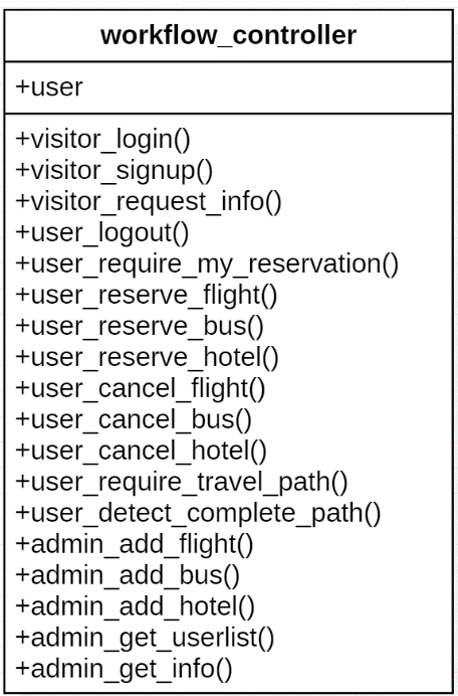 workflow_controller
+user
+visitor_login()
+visitor_signup()
+visitor_request_info()
+user_logout()
+user_require_my_reservation()
+user_reserve_flight()
+user_reserve_bus()
+user_reserve_hotel()
+user_cancel_flight()
+user_cancel_bus()
+user_cancel_hotel()
+user_require_travel_path()
+user_detect_complete_path()
+admin_add_flight()
+admin_add_bus()
+admin_add_hotel()
+admin_get_userlist()
+admin_get_info()